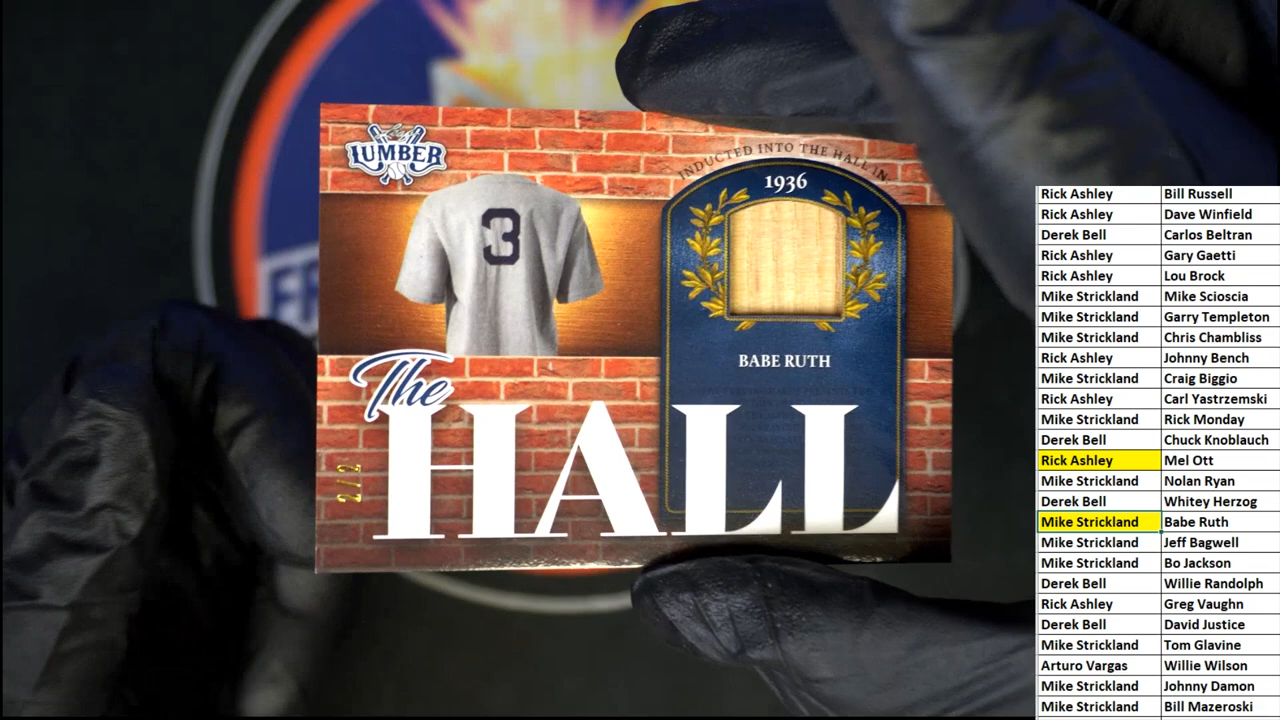 LUMBER
3
INDUCTED INTO THE HALL IN
1936
BABE RUTH
The
HALL
2/2
Rick Ashley Bill Russell
Rick Ashley Dave Winfield
Derek Bell Carlos Beltran
Rick Ashley Gary Gaetti
Rick Ashley Lou Brock
Mike Strickland Mike Scioscia
Mike Strickland Garry Templeton
Mike Strickland Chris Chambliss
Rick Ashley Johnny Bench
Mike Strickland Craig Biggio
Rick Ashley Carl Yastrzemski
Mike Strickland Rick Monday
Derek Bell Chuck Knoblauch
Rick Ashley Mel Ott
Mike Strickland Nolan Ryan
Derek Bell Whitey Herzog
Mike Strickland Babe Ruth
Mike Strickland Jeff Bagwell
Mike Strickland Bo Jackson
Derek Bell Willie Randolph
Rick Ashley Greg Vaughn
Derek Bell David Justice
Mike Strickland Tom Glavine
Arturo Vargas Willie Wilson
Mike Strickland Johnny Damon
Mike Strickland Bill Mazeroski